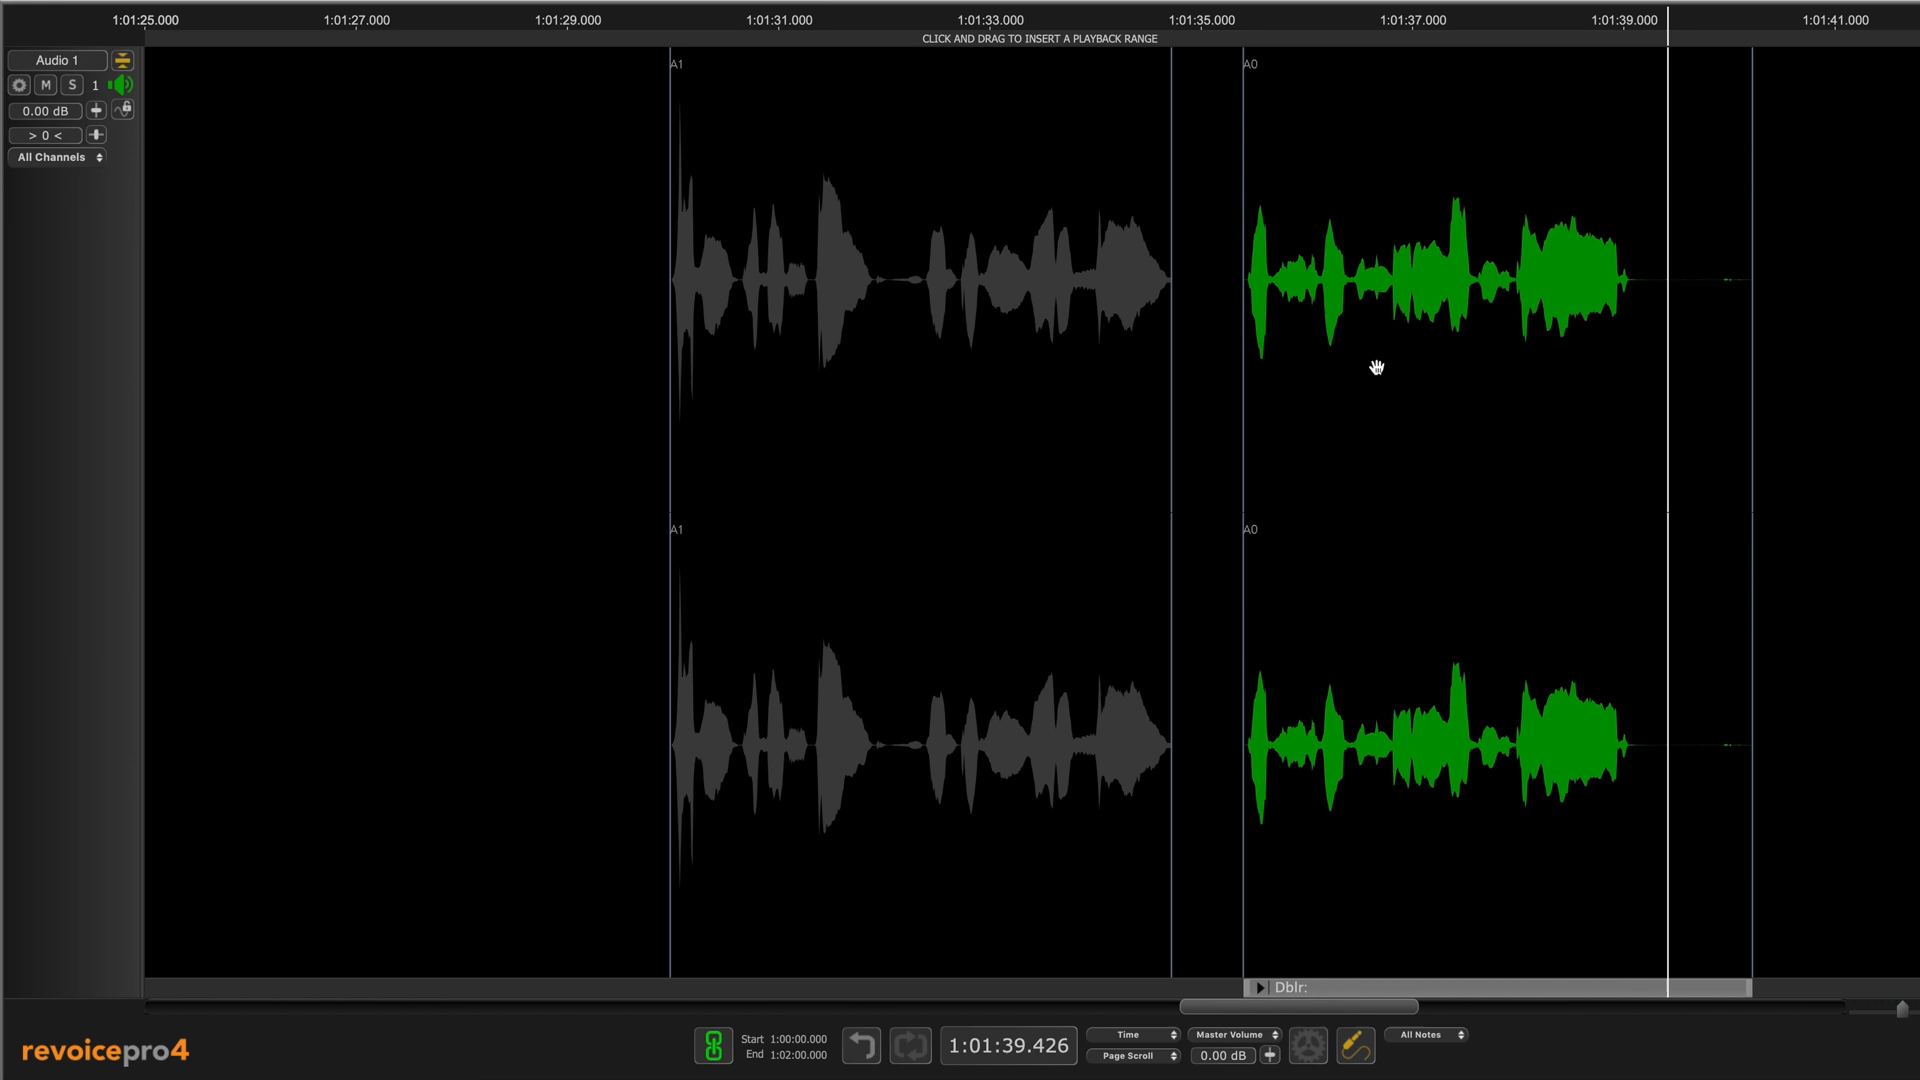 1:01:25.000 1:01:27.000 1:01:29.000 1:01:31.000 1:01:33.000 1:01:35.000 1:01:37.000 1:01:39.000 1:01:41.000
CLICK AND DRAG TO INSERT A PLAYBACK RANGE
Audio 1
M S 1
0.00 dB
> 0 <
All Channels
A1 A0
A1 A0
Dblr:
revoicepro4
Start 1:00:00.000
End 1:02:00.000
1:01:39.426
Time
Page Scroll
Master Volume
0.00 dB
All Notes